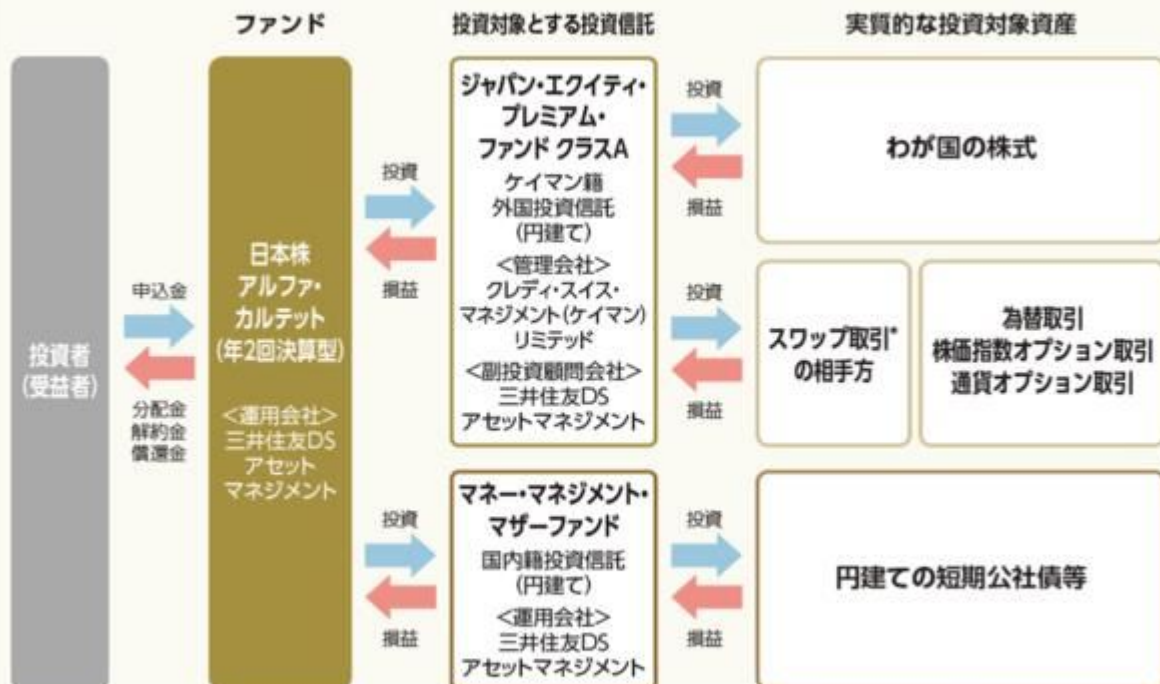 ファンド
投資対象とする投資信託
実質的な投資対象資産
投資者
(受益者)
申込金
分配金
解約金
償還金
日本株
アルファ・
カルテット
(年2回決算型)
<運用会社>
三井住友DS
アセット
マネジメント
投資
損益
ジャパン・エクイティ・
プレミアム・
ファンド クラスA
ケイマン籍
外国投資信託
(円建て)
<管理会社>
クレディ・スイス・
マネジメント(ケイマン)
リミテッド
<副投資顧問会社>
三井住友DS
アセットマネジメント
投資
損益
わが国の株式
投資
損益
スワップ取引*
の相手方
為替取引
株価指数オプション取引
通貨オプション取引
投資
損益
マネー・マネジメント・
マザーファンド
国内籍投資信託
(円建て)
<運用会社>
三井住友DS
アセットマネジメント
投資
損益
円建ての短期公社債等